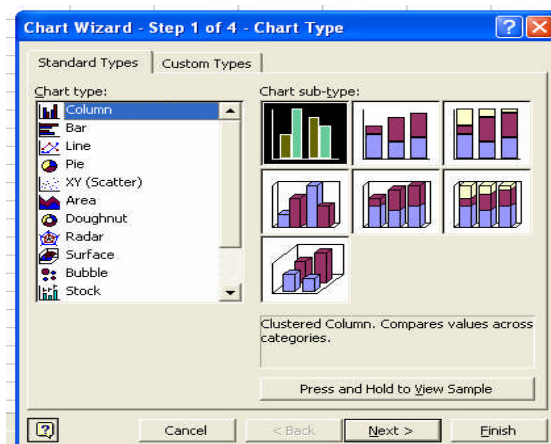 Chart Wizard - Step 1 of 4 - Chart Type
Standard Types
Custom Types
Chart type:
Column
Bar
Line
Pie
XY (Scatter)
Area
Doughnut
Radar
Surface
Bubble
Stock
Chart sub-type:
Clustered Column. Compares values across
categories.
Press and Hold to View Sample
Cancel
< Back
Next >
Finish